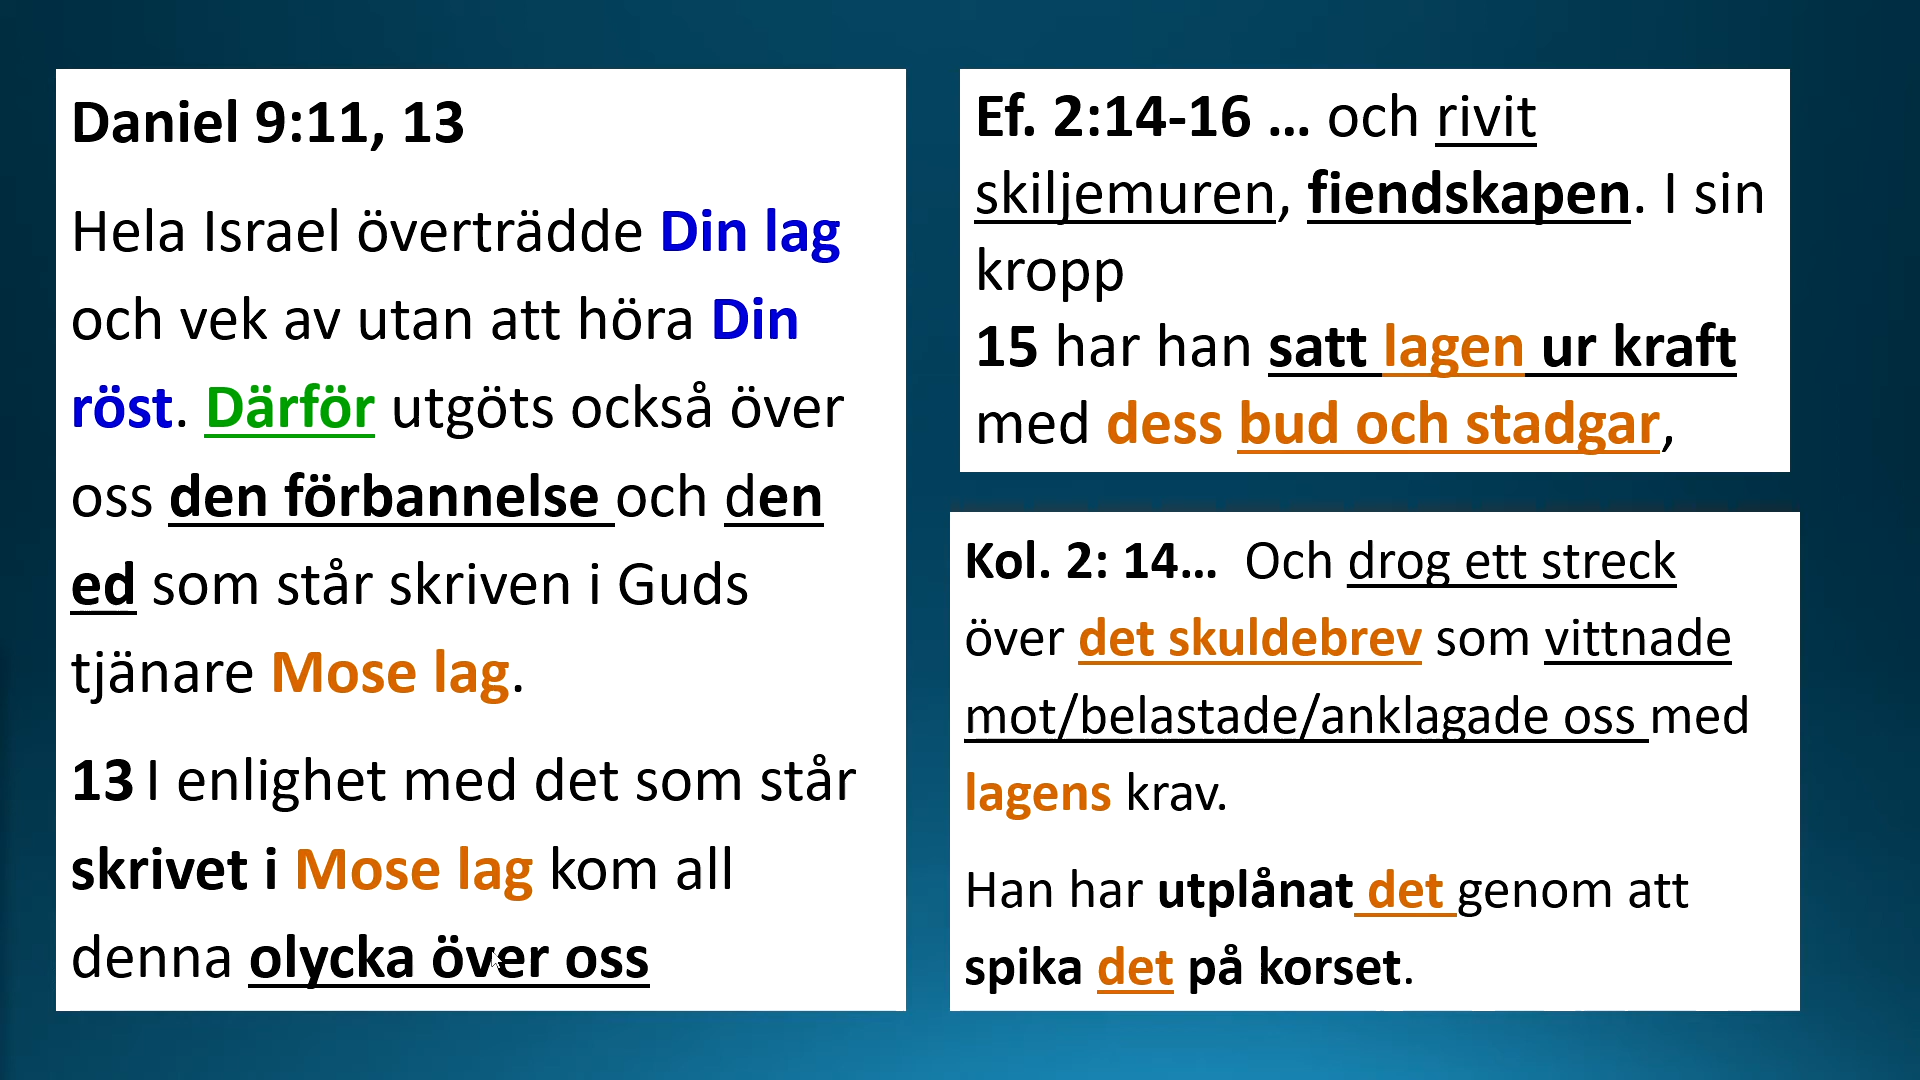 Daniel 9:11, 13
Hela Israel överträdde Din lag
och vek av utan att höra Din
röst. Därför utgöts också över
oss den förbannelse och den
ed som står skriven i Guds
tjänare Mose lag.
13 I enlighet med det som står
skrivet i Mose lag kom all
denna olycka över oss
Ef. 2:14-16 ... och rivit
skiljemuren, fiendskapen. I sin
kropp
15 har han satt lagen ur kraft
med dess bud och stadgar,
Kol. 2: 14... Och drog ett streck
över det skuldebrev som vittnade
mot/belastade/anklagade oss med
lagens krav.
Han har utplånat det genom att
spika det på korset.